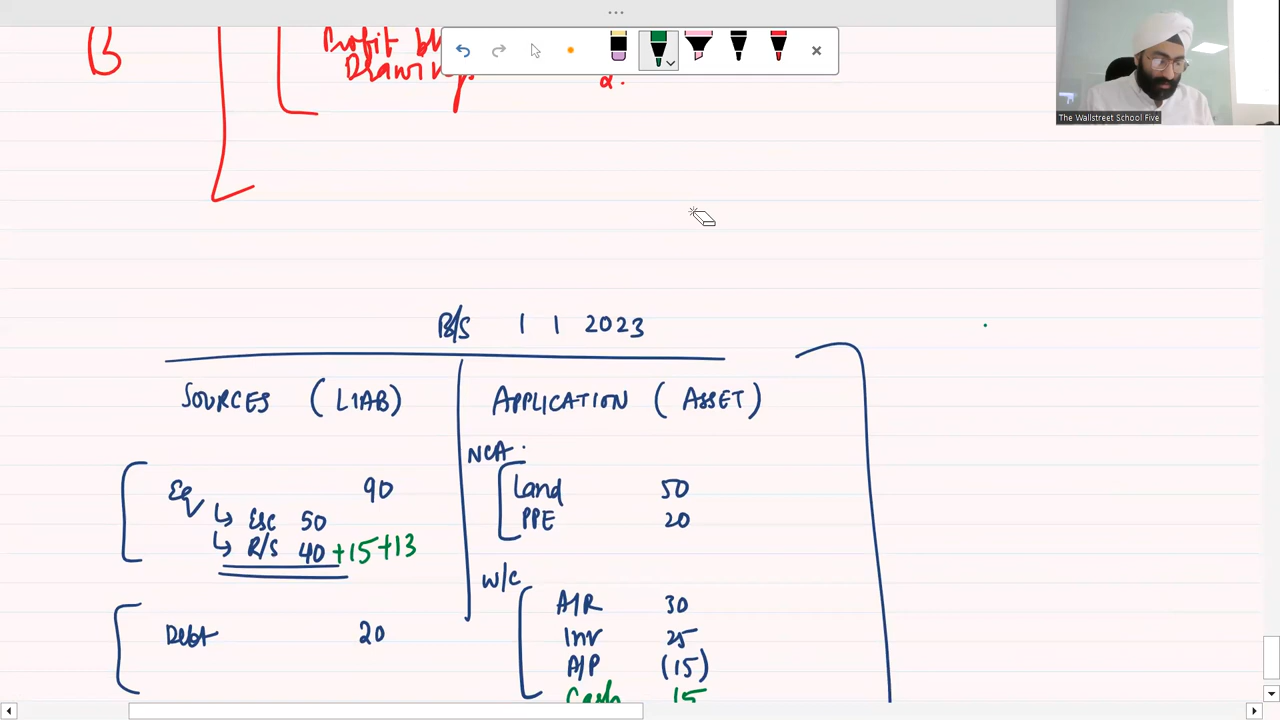 B
Profit
Drawing.
The Wallstreet School Five
B/S 1 1 2023
SOURCES (LIAB)
APPLICATION (ASSET)
NCA.
Eq 90
↳ Esc 50
↳ R/S 40 +15+13
Land 50
PPE 20
W/C
A/R 30
Inv 25
A/P (15)
Cash 15
Debt 20